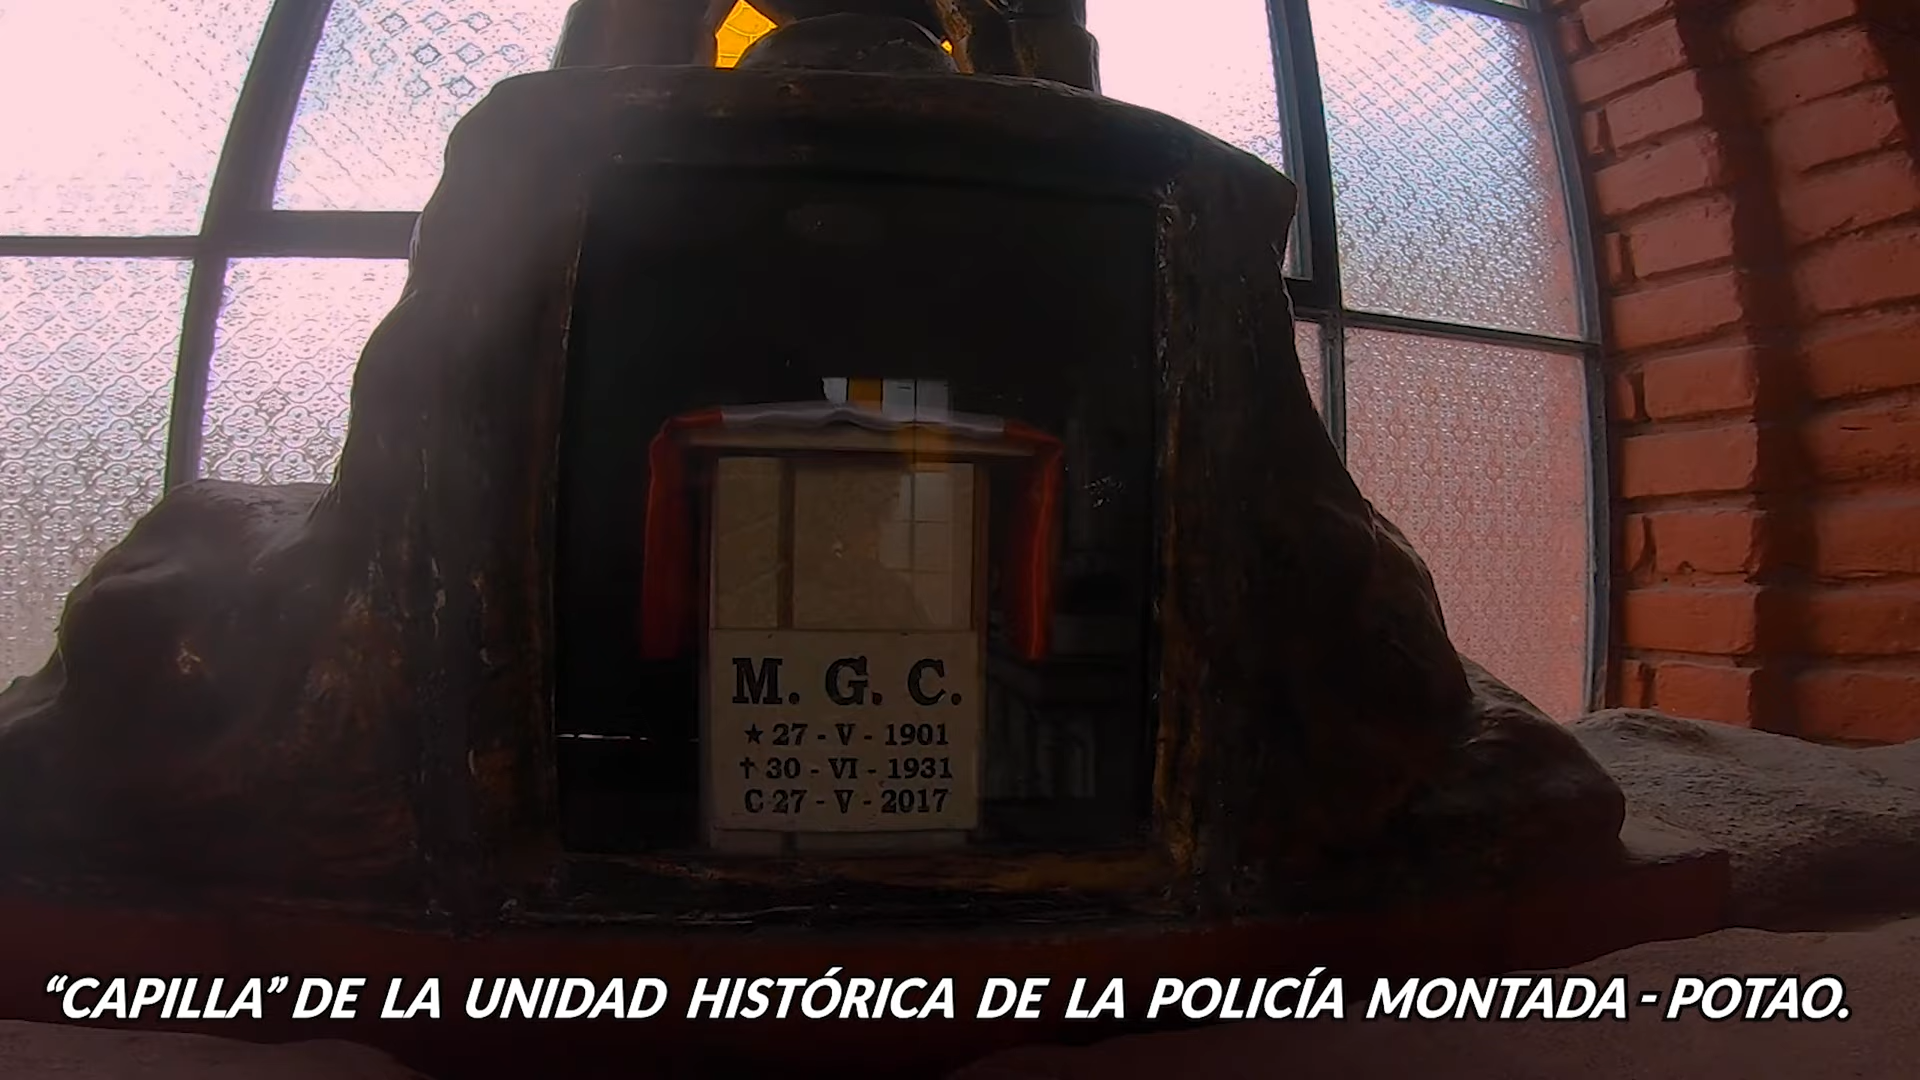 M. G. C.
★ 27 - V - 1901
✝ 30 - VI - 1931
C 27 - V - 2017
“CAPILLA” DE LA UNIDAD HISTÓRICA DE LA POLICÍA MONTADA - POTAO.